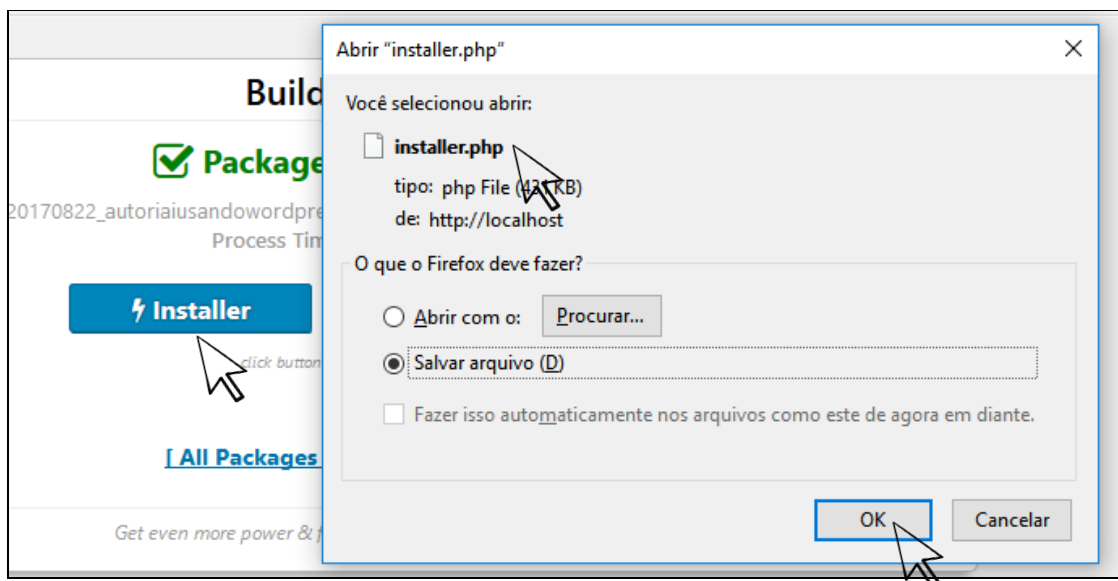 Build
Package
20170822_autoriaiusandowordpre
Process Tim
Installer
click button
[ All Packages
Get even more power & f
Abrir “installer.php”
Você selecionou abrir:
installer.php
tipo: php File (431 KB)
de: http://localhost
O que o Firefox deve fazer?
Abrir com o: Procurar...
Salvar arquivo (D)
Fazer isso automaticamente nos arquivos como este de agora em diante.
OK Cancelar